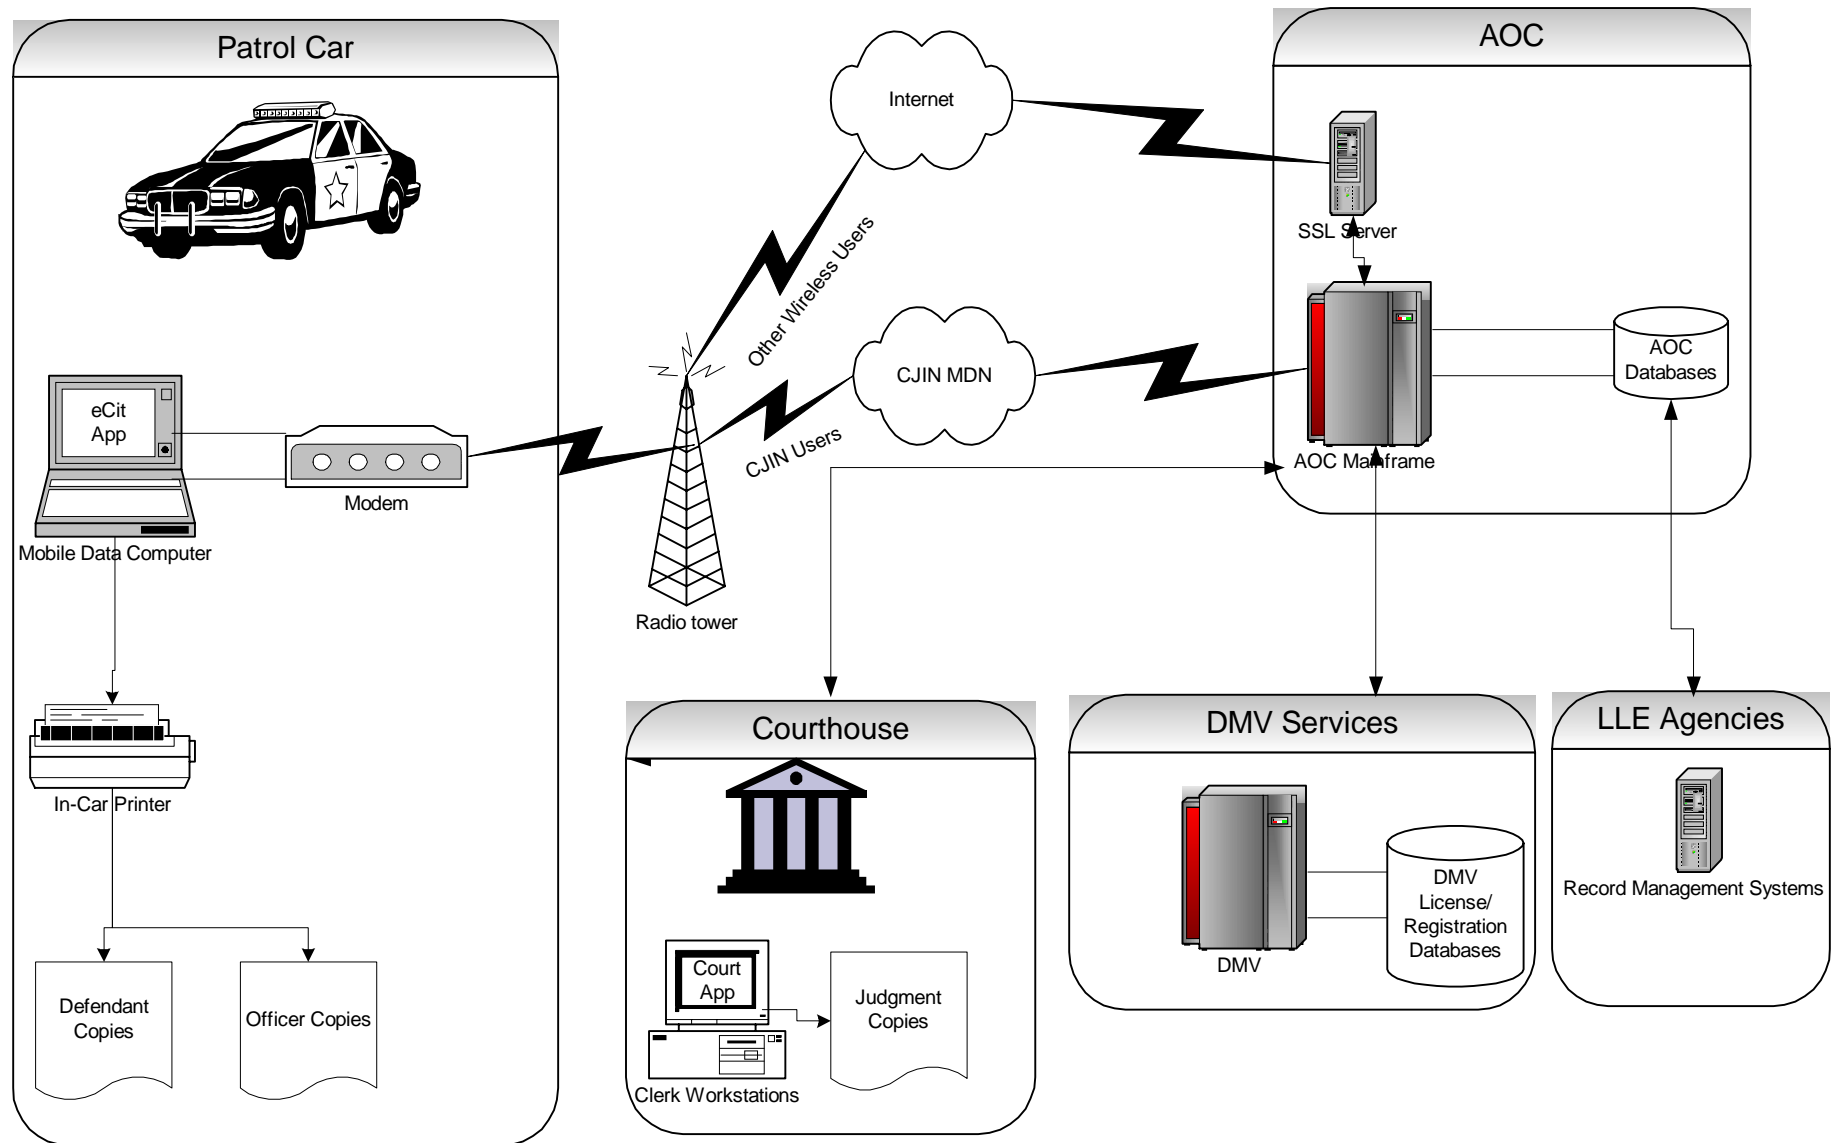 Patrol Car
AOC
Internet
SSL Server
Other Wireless Users
CJIN MDN
CJIN Users
AOC
Databases
AOC Mainframe
eCit
App
Modem
Mobile Data Computer
Radio tower
In-Car Printer
Defendant
Copies
Officer Copies
Courthouse
Court
App
Judgment
Copies
Clerk Workstations
DMV Services
DMV
DMV
License/
Registration
Databases
LLE Agencies
Record Management Systems